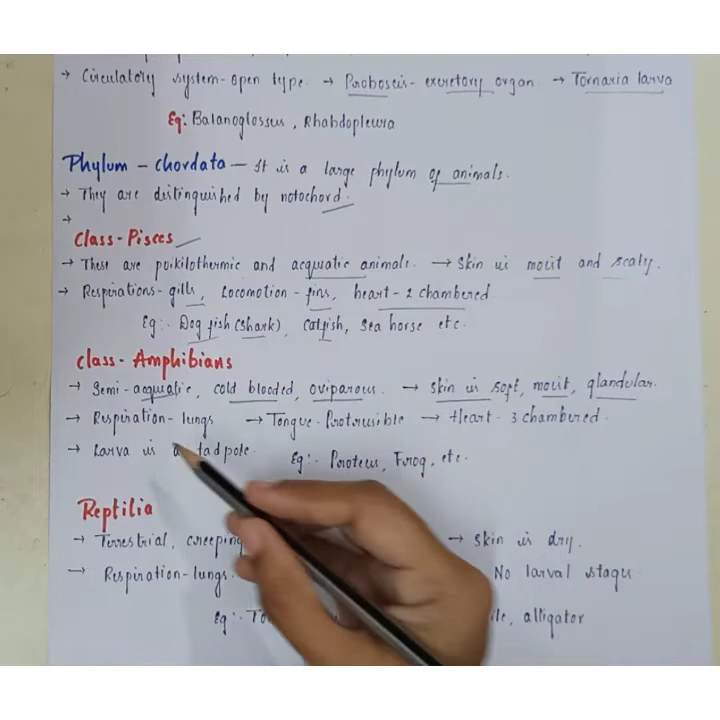 → Circulatory system - open type. → Proboscis - excretory organ. → Tornaria larva
Eg: Balanoglossus, Rhabdopleura
Phylum - chordata - It is a large phylum of animals.
→ They are distinguished by notochord.
→
Class - Pisces
→ These are poikilothermic and acquatic animals. → Skin is moist and scaly.
→ Respirations - gills, Locomotion - fins, heart - 2 chambered
Eg:- Dog fish (shark), Catfish, Sea horse etc.
Class - Amphibians
→ Semi-acquatic, cold blooded, oviparous. → Skin is soft, moist, glandular.
→ Respiration - lungs → Tongue - Protrusible → Heart - 3 chambered.
→ Larva is a tadpole. Eg:- Proteus, Frog, etc.
Reptilia
→ Terrestrial, creeping → Skin is dry.
→ Respiration - lungs. No larval stages
Eg:- alligator